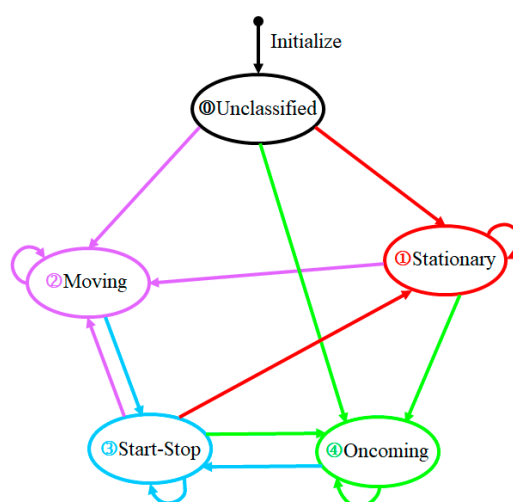 Initialize
⓪Unclassified
①Stationary
②Moving
③Start-Stop
④Oncoming